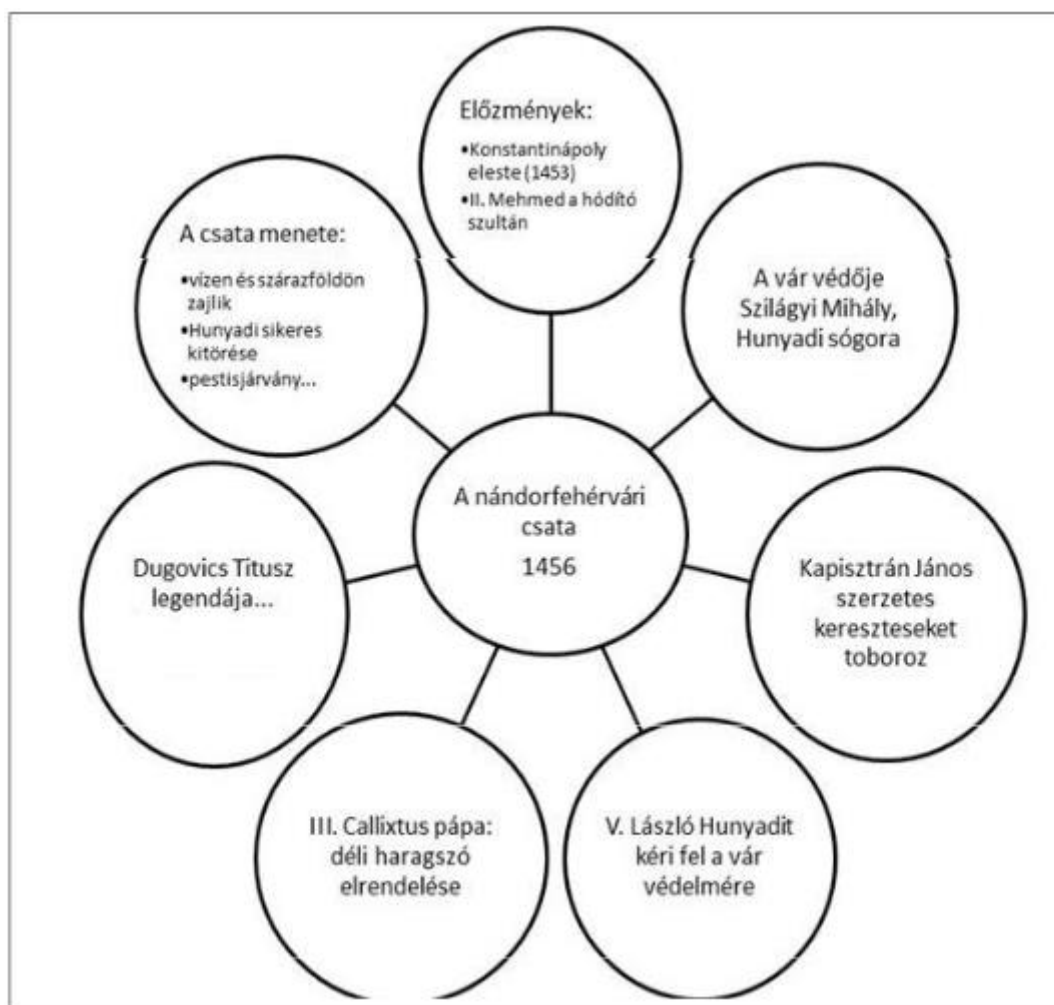 Előzmények:
•Konstantinápoly
eleste (1453)
•II. Mehmed a hódító
szultán
A vár védője
Szilágyi Mihály,
Hunyadi sógora
Kapisztrán János
szerzetes
kereszteseket
toboroz
V. László Hunyadit
kéri fel a vár
védelmére
III. Callixtus pápa:
déli haragszó
elrendelése
Dugovics Titusz
legendája...
A csata menete:
•vízen és szárazföldön
zajlik
•Hunyadi sikeres
kitörése
•pestisjárvány...
A nándorfehérvári
csata
1456